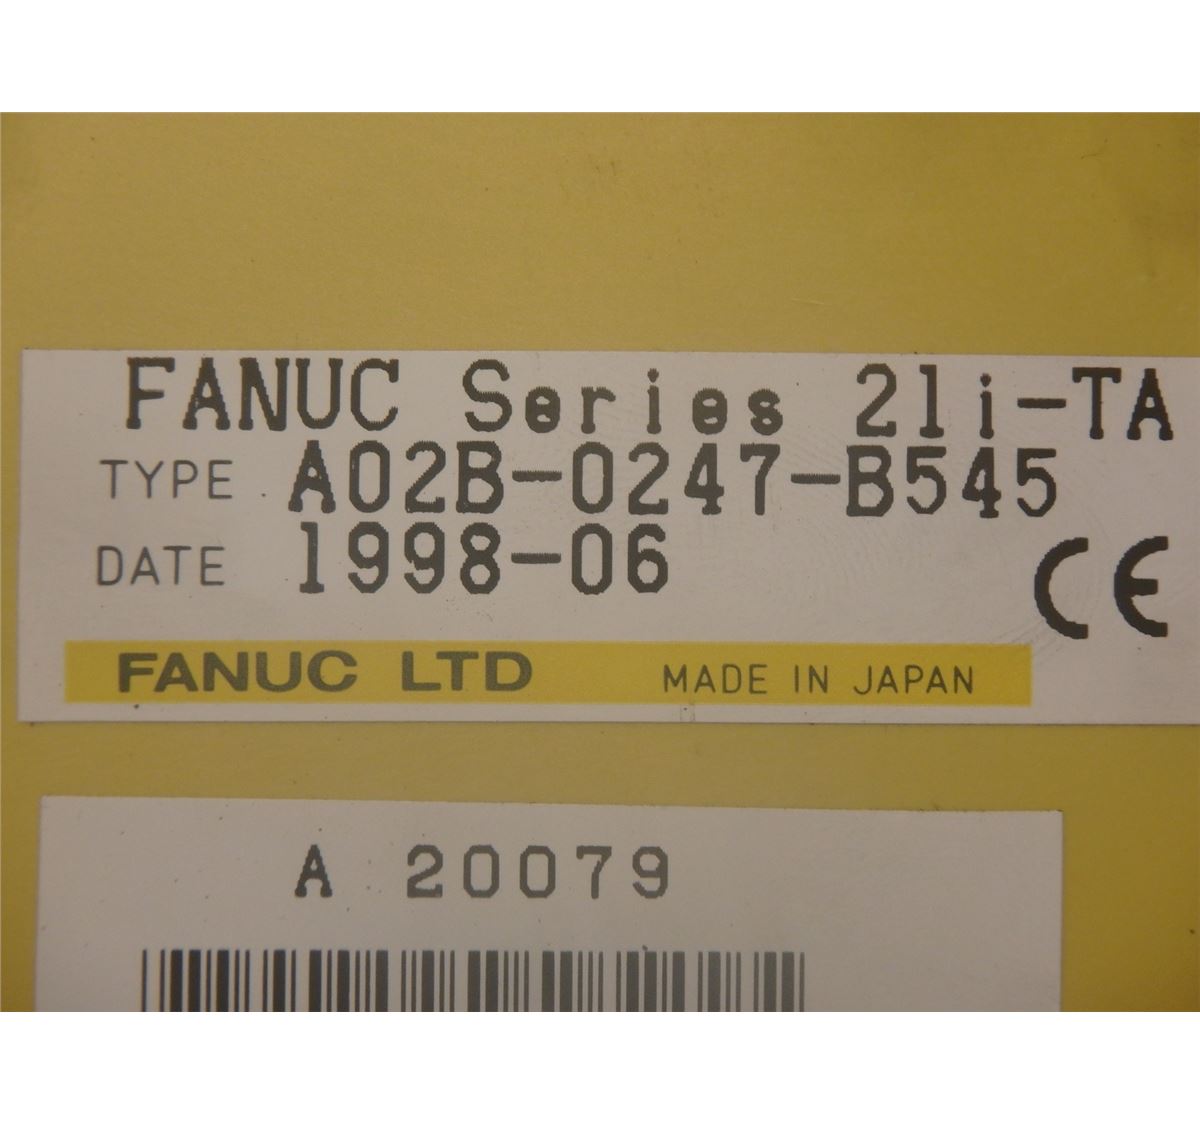 FANUC Series 21i-TA
TYPE A02B-0247-B545
DATE 1998-06
CE
FANUC LTD MADE IN JAPAN
A 20079